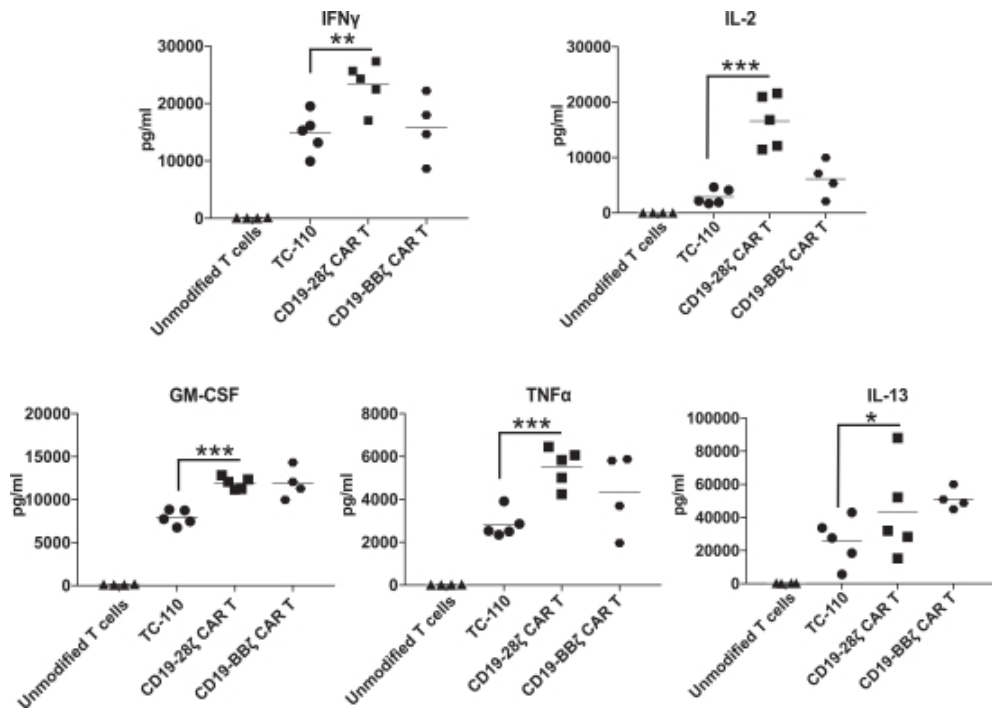 IFNγ
**
30000
20000
10000
0
pg/ml
Unmodified T cells
TC-110
CD19-28ζ CAR T
CD19-BBζ CAR T
IL-2
***
30000
20000
10000
0
pg/ml
Unmodified T cells
TC-110
CD19-28ζ CAR T
CD19-BBζ CAR T
GM-CSF
***
20000
15000
10000
5000
0
pg/ml
Unmodified T cells
TC-110
CD19-28ζ CAR T
CD19-BBζ CAR T
TNFα
***
8000
6000
4000
2000
0
pg/ml
Unmodified T cells
TC-110
CD19-28ζ CAR T
CD19-BBζ CAR T
IL-13
*
100000
80000
60000
40000
20000
0
pg/ml
Unmodified T cells
TC-110
CD19-28ζ CAR T
CD19-BBζ CAR T